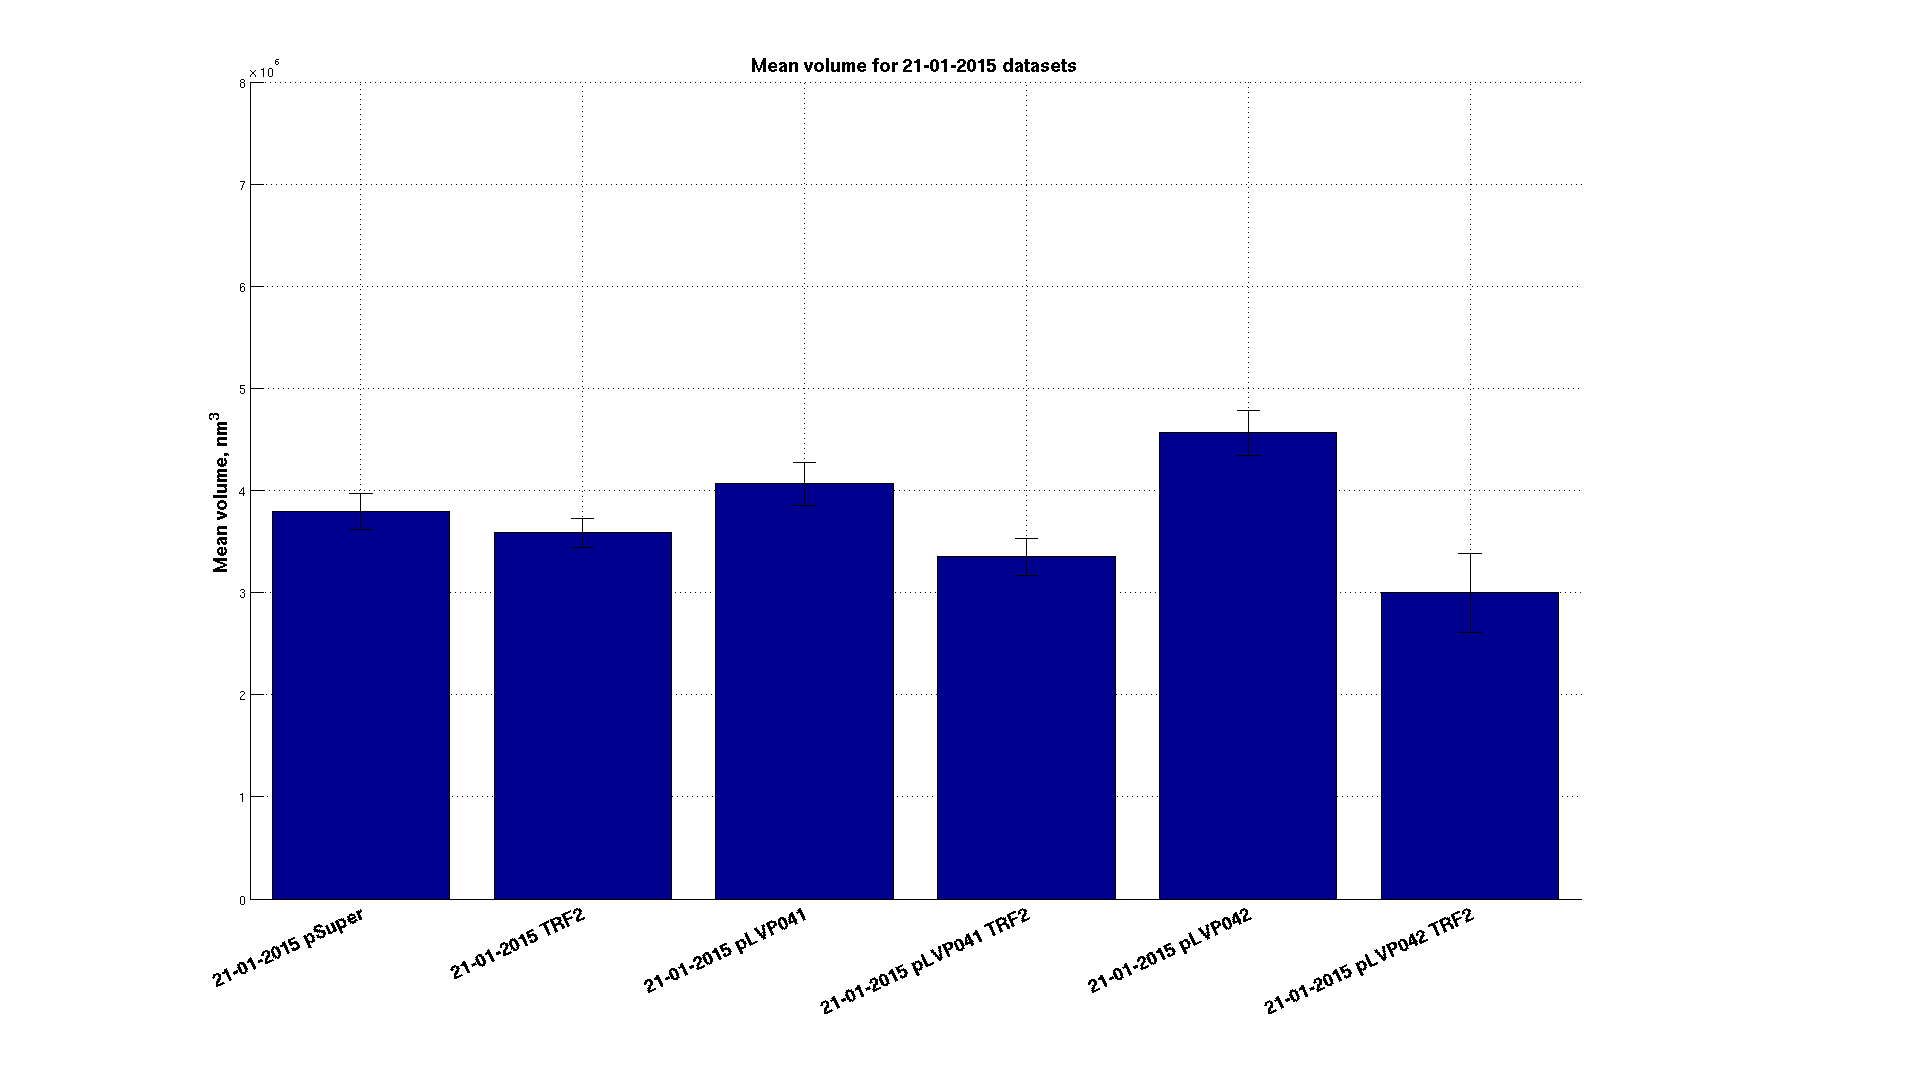 Mean volume for 21-01-2015 datasets
× 10^6
8
7
6
5
4
3
2
1
0
Mean volume, nm^3
21-01-2015 pSuper
21-01-2015 TRF2
21-01-2015 pLVP041
21-01-2015 pLVP041 TRF2
21-01-2015 pLVP042
21-01-2015 pLVP042 TRF2